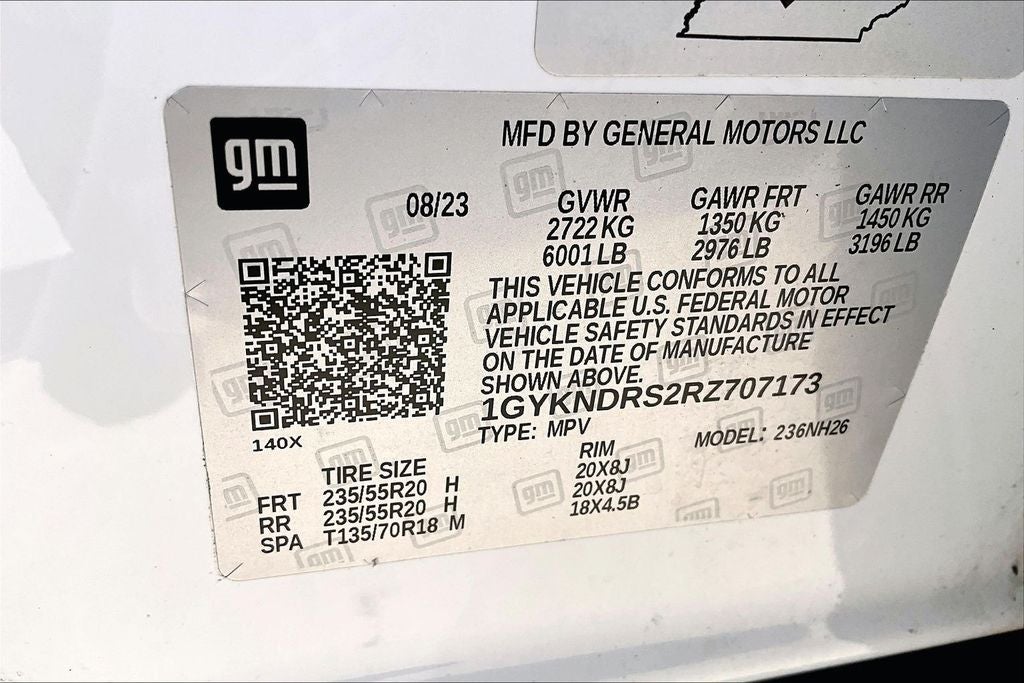 gm
MFD BY GENERAL MOTORS LLC
08/23
GVWR GAWR FRT GAWR RR
2722 KG 1350 KG 1450 KG
6001 LB 2976 LB 3196 LB
THIS VEHICLE CONFORMS TO ALL
APPLICABLE U.S. FEDERAL MOTOR
VEHICLE SAFETY STANDARDS IN EFFECT
ON THE DATE OF MANUFACTURE
SHOWN ABOVE.
1GYKNDRS2RZ707173
TYPE: MPV MODEL: 236NH26
140X
TIRE SIZE RIM
FRT 235/55R20 H 20X8J
RR 235/55R20 H 20X8J
SPA T135/70R18 M 18X4.5B